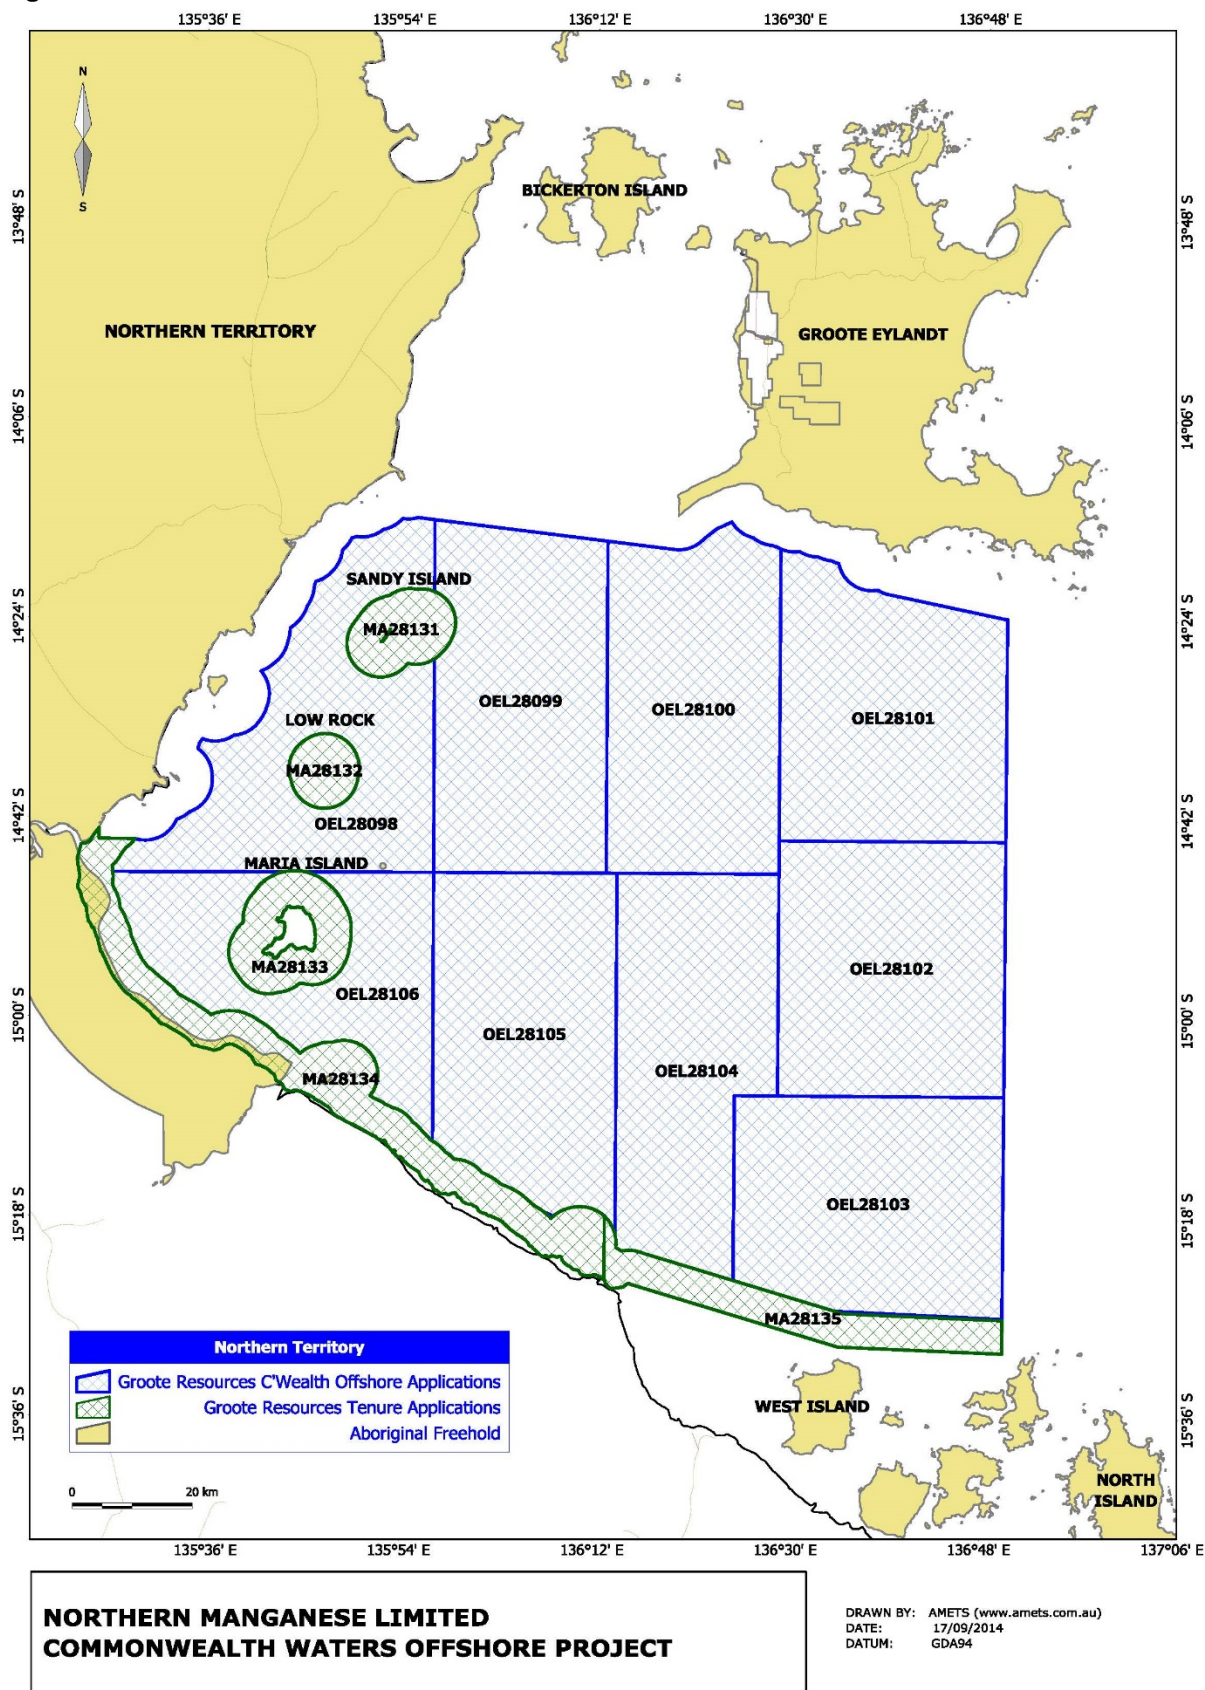 135°36' E 135°54' E 136°12' E 136°30' E 136°48' E
N
S
13°48' S
13°48' S
BICKERTON ISLAND
NORTHERN TERRITORY
GROOTE EYLANDT
14°06' S
14°06' S
SANDY ISLAND
14°24' S
14°24' S
MA28131
OEL28099
OEL28100
OEL28101
LOW ROCK
MA28132
14°42' S
14°42' S
OEL28098
MARIA ISLAND
MA28133
OEL28102
OEL28106
15°00' S
15°00' S
OEL28105
OEL28104
MA28134
15°18' S
15°18' S
OEL28103
MA28135
Northern Territory
Groote Resources C'Wealth Offshore Applications
Groote Resources Tenure Applications
Aboriginal Freehold
WEST ISLAND
15°36' S
15°36' S
NORTH
ISLAND
0 20 km
135°36' E 135°54' E 136°12' E 136°30' E 136°48' E 137°06' E
NORTHERN MANGANESE LIMITED
COMMONWEALTH WATERS OFFSHORE PROJECT
DRAWN BY: AMETS (www.amets.com.au)
DATE: 17/09/2014
DATUM: GDA94